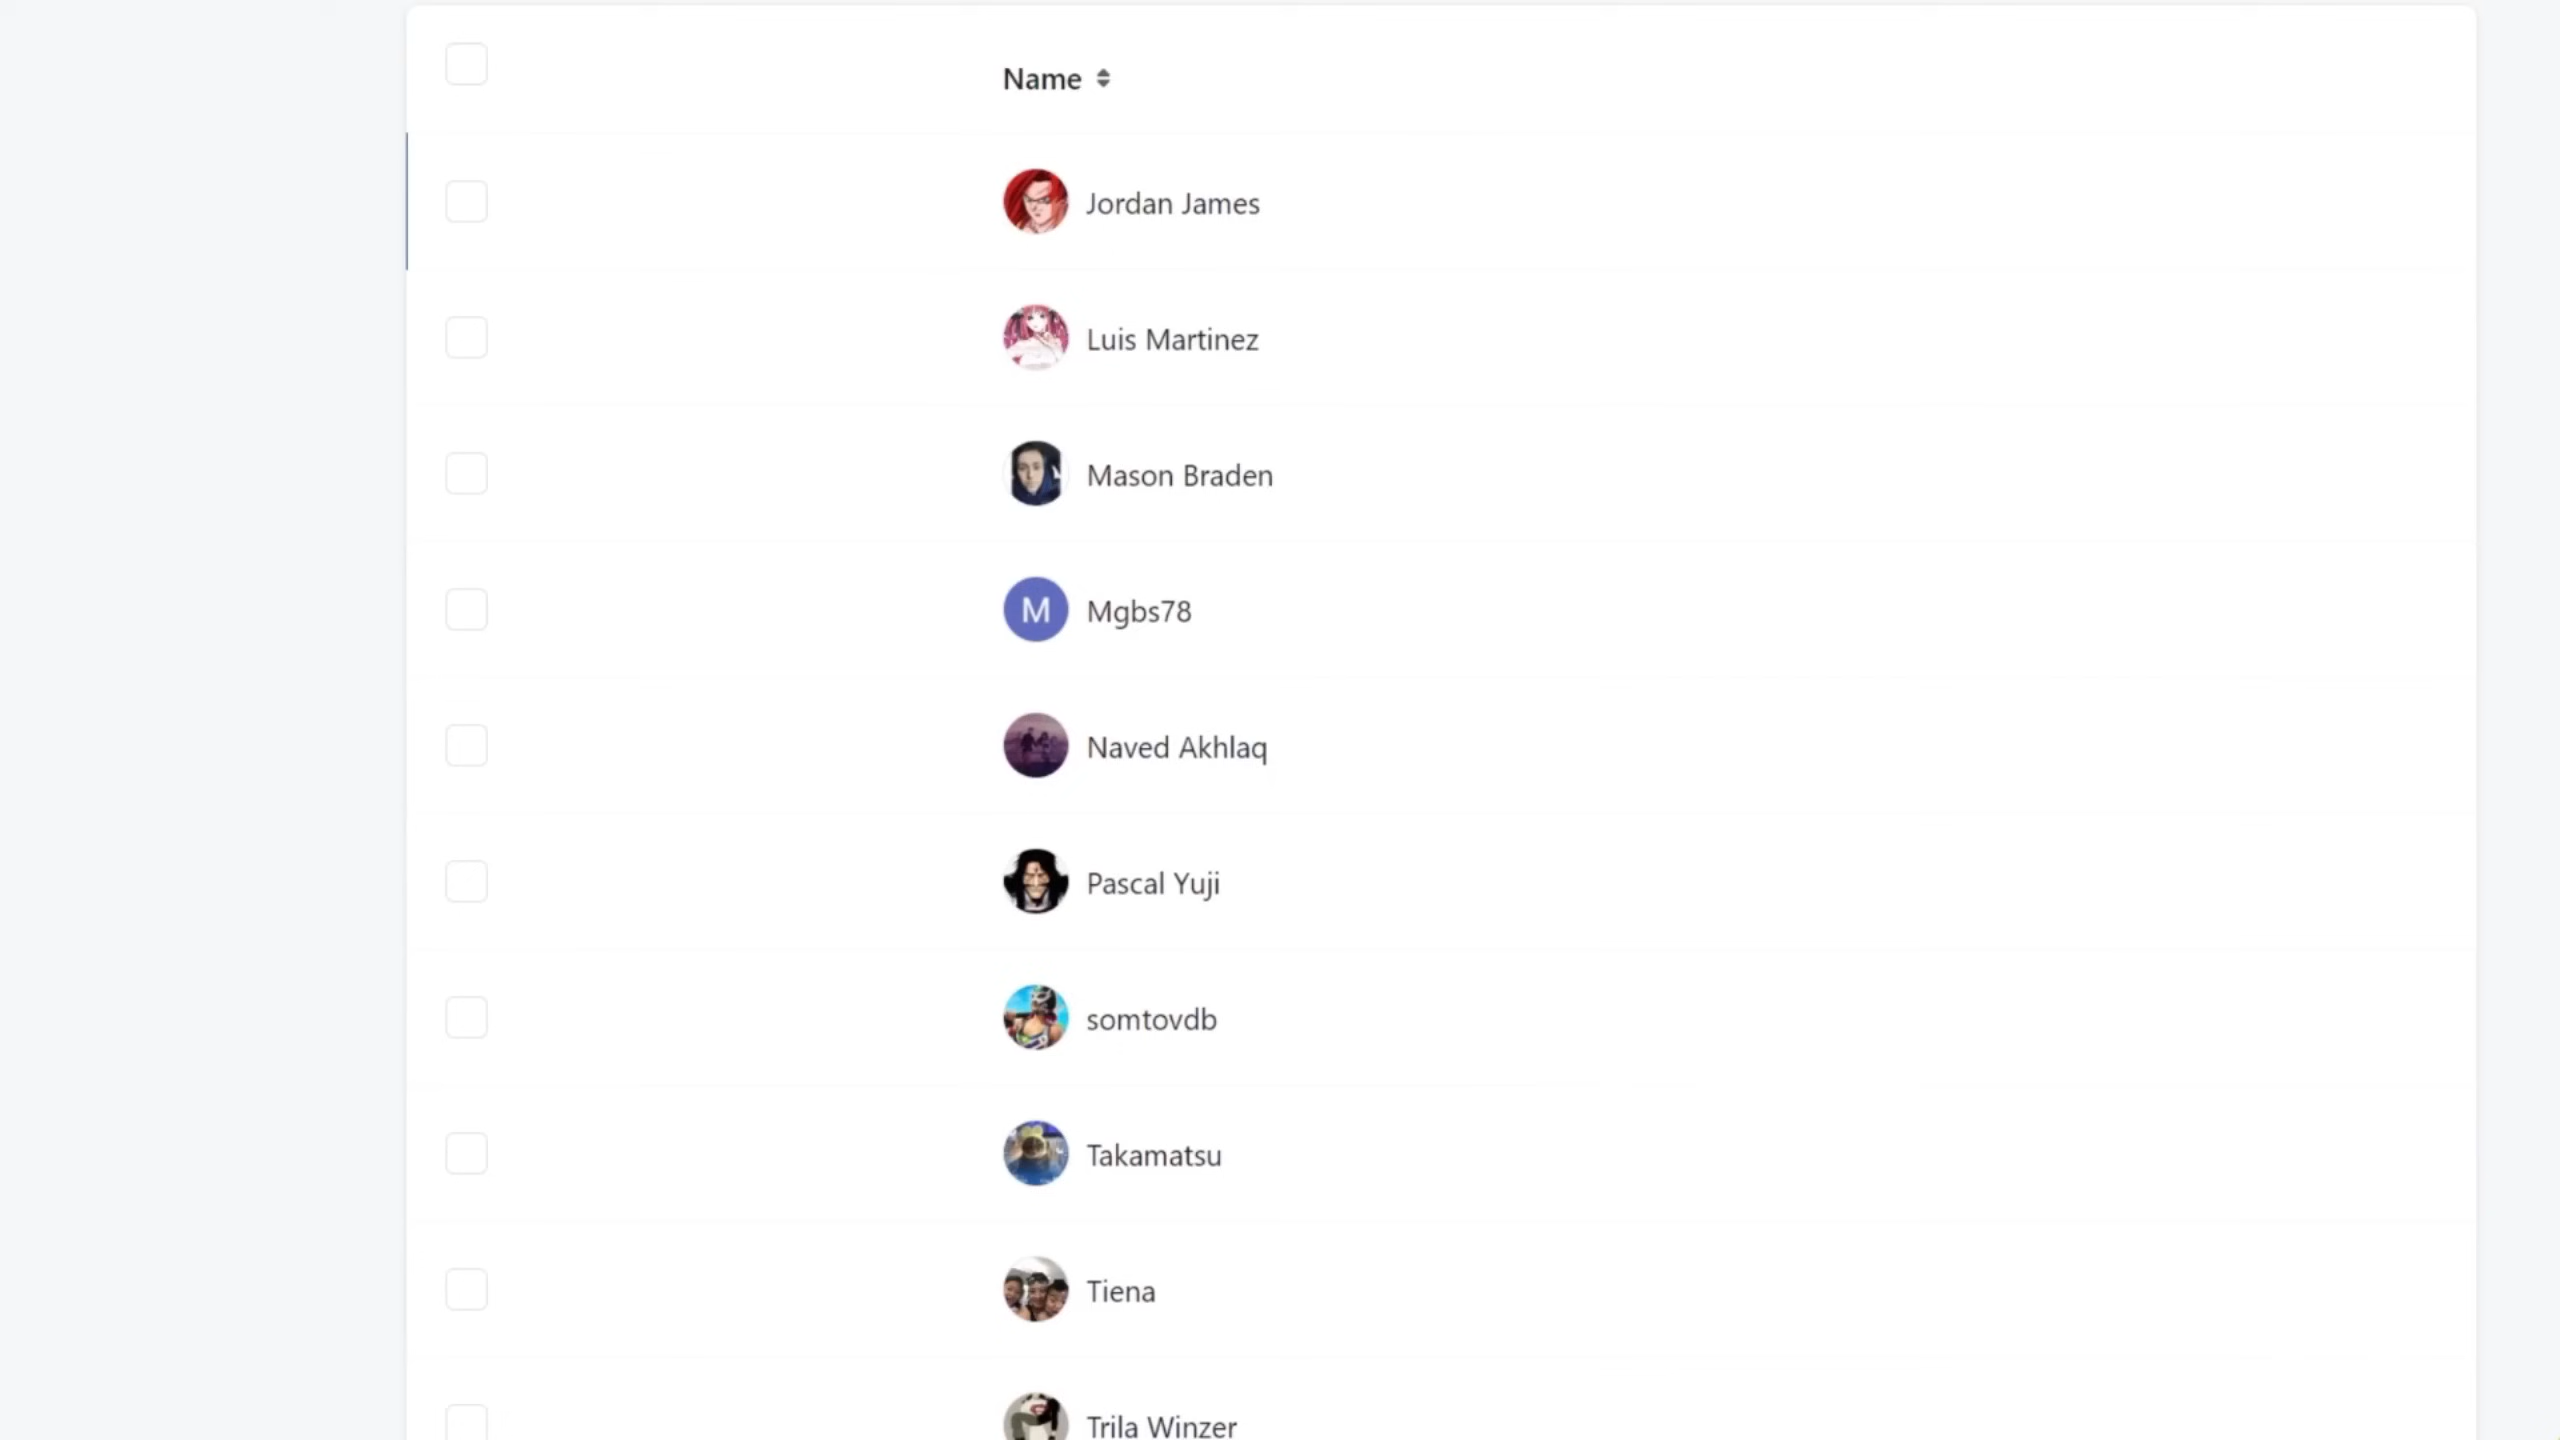 Name
Jordan James
Luis Martinez
Mason Braden
M Mgbs78
Naved Akhlaq
Pascal Yuji
somtovdb
Takamatsu
Tiena
Trila Winzer